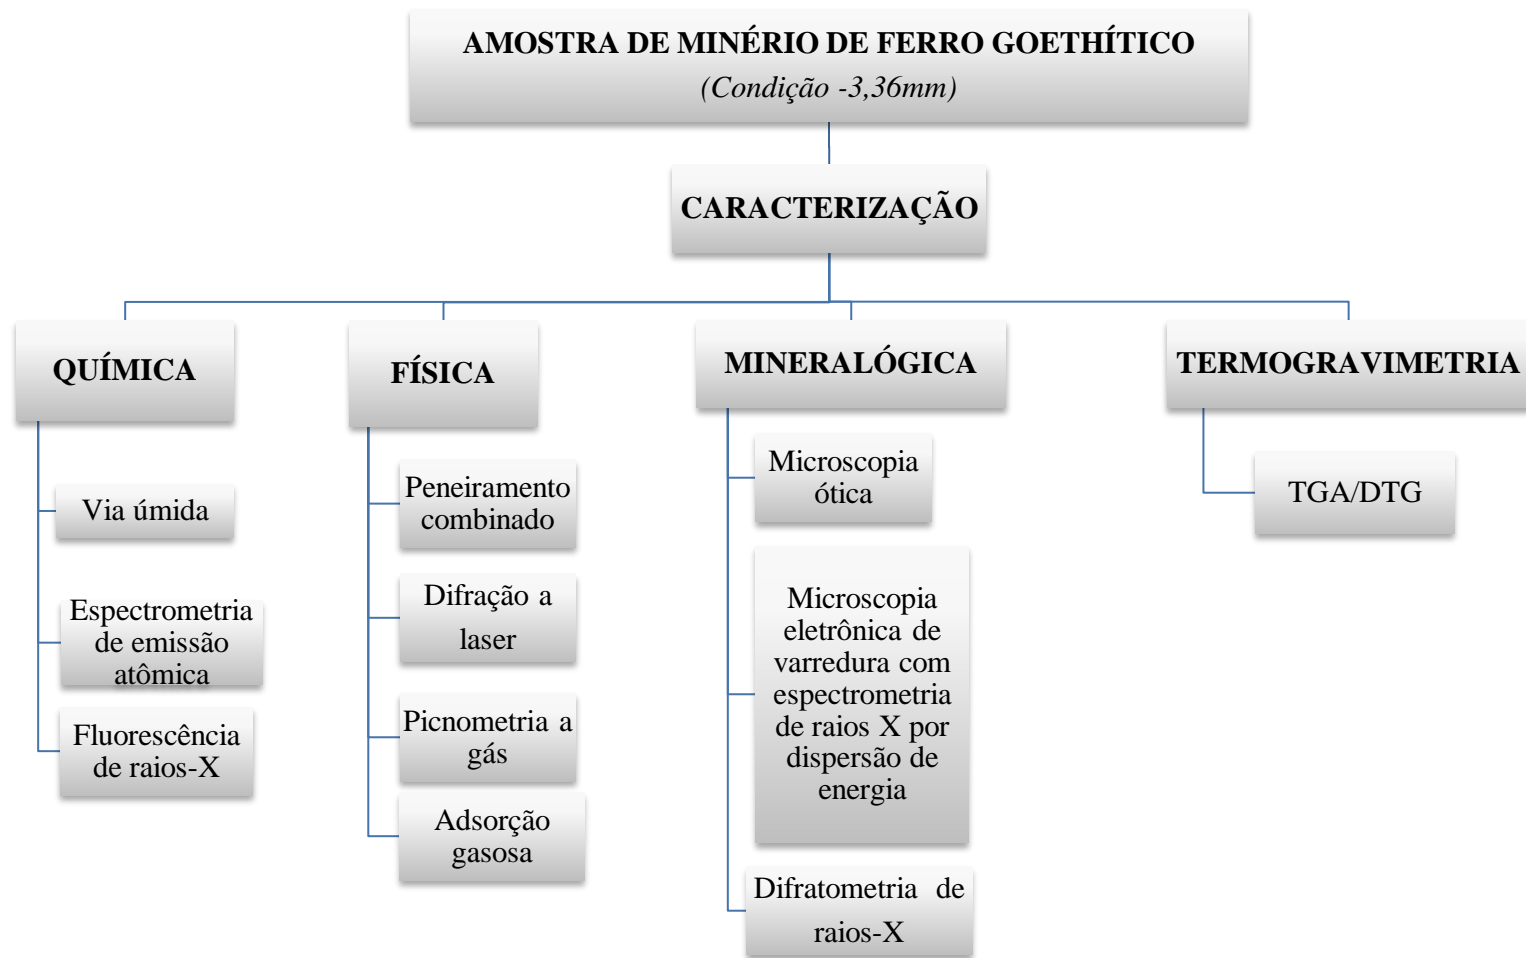 AMOSTRA DE MINÉRIO DE FERRO GOETHÍTICO
(Condição -3,36mm)
CARACTERIZAÇÃO
QUÍMICA
Via úmida
Espectrometria
de emissão
atômica
Fluorescência
de raios-X
FÍSICA
Peneiramento
combinado
Difração a
laser
Picnometria a
gás
Adsorção
gasosa
MINERALÓGICA
Microscopia
ótica
Microscopia
eletrônica de
varredura com
espectrometria
de raios X por
dispersão de
energia
Difratometria de
raios-X
TERMOGRAVIMETRIA
TGA/DTG